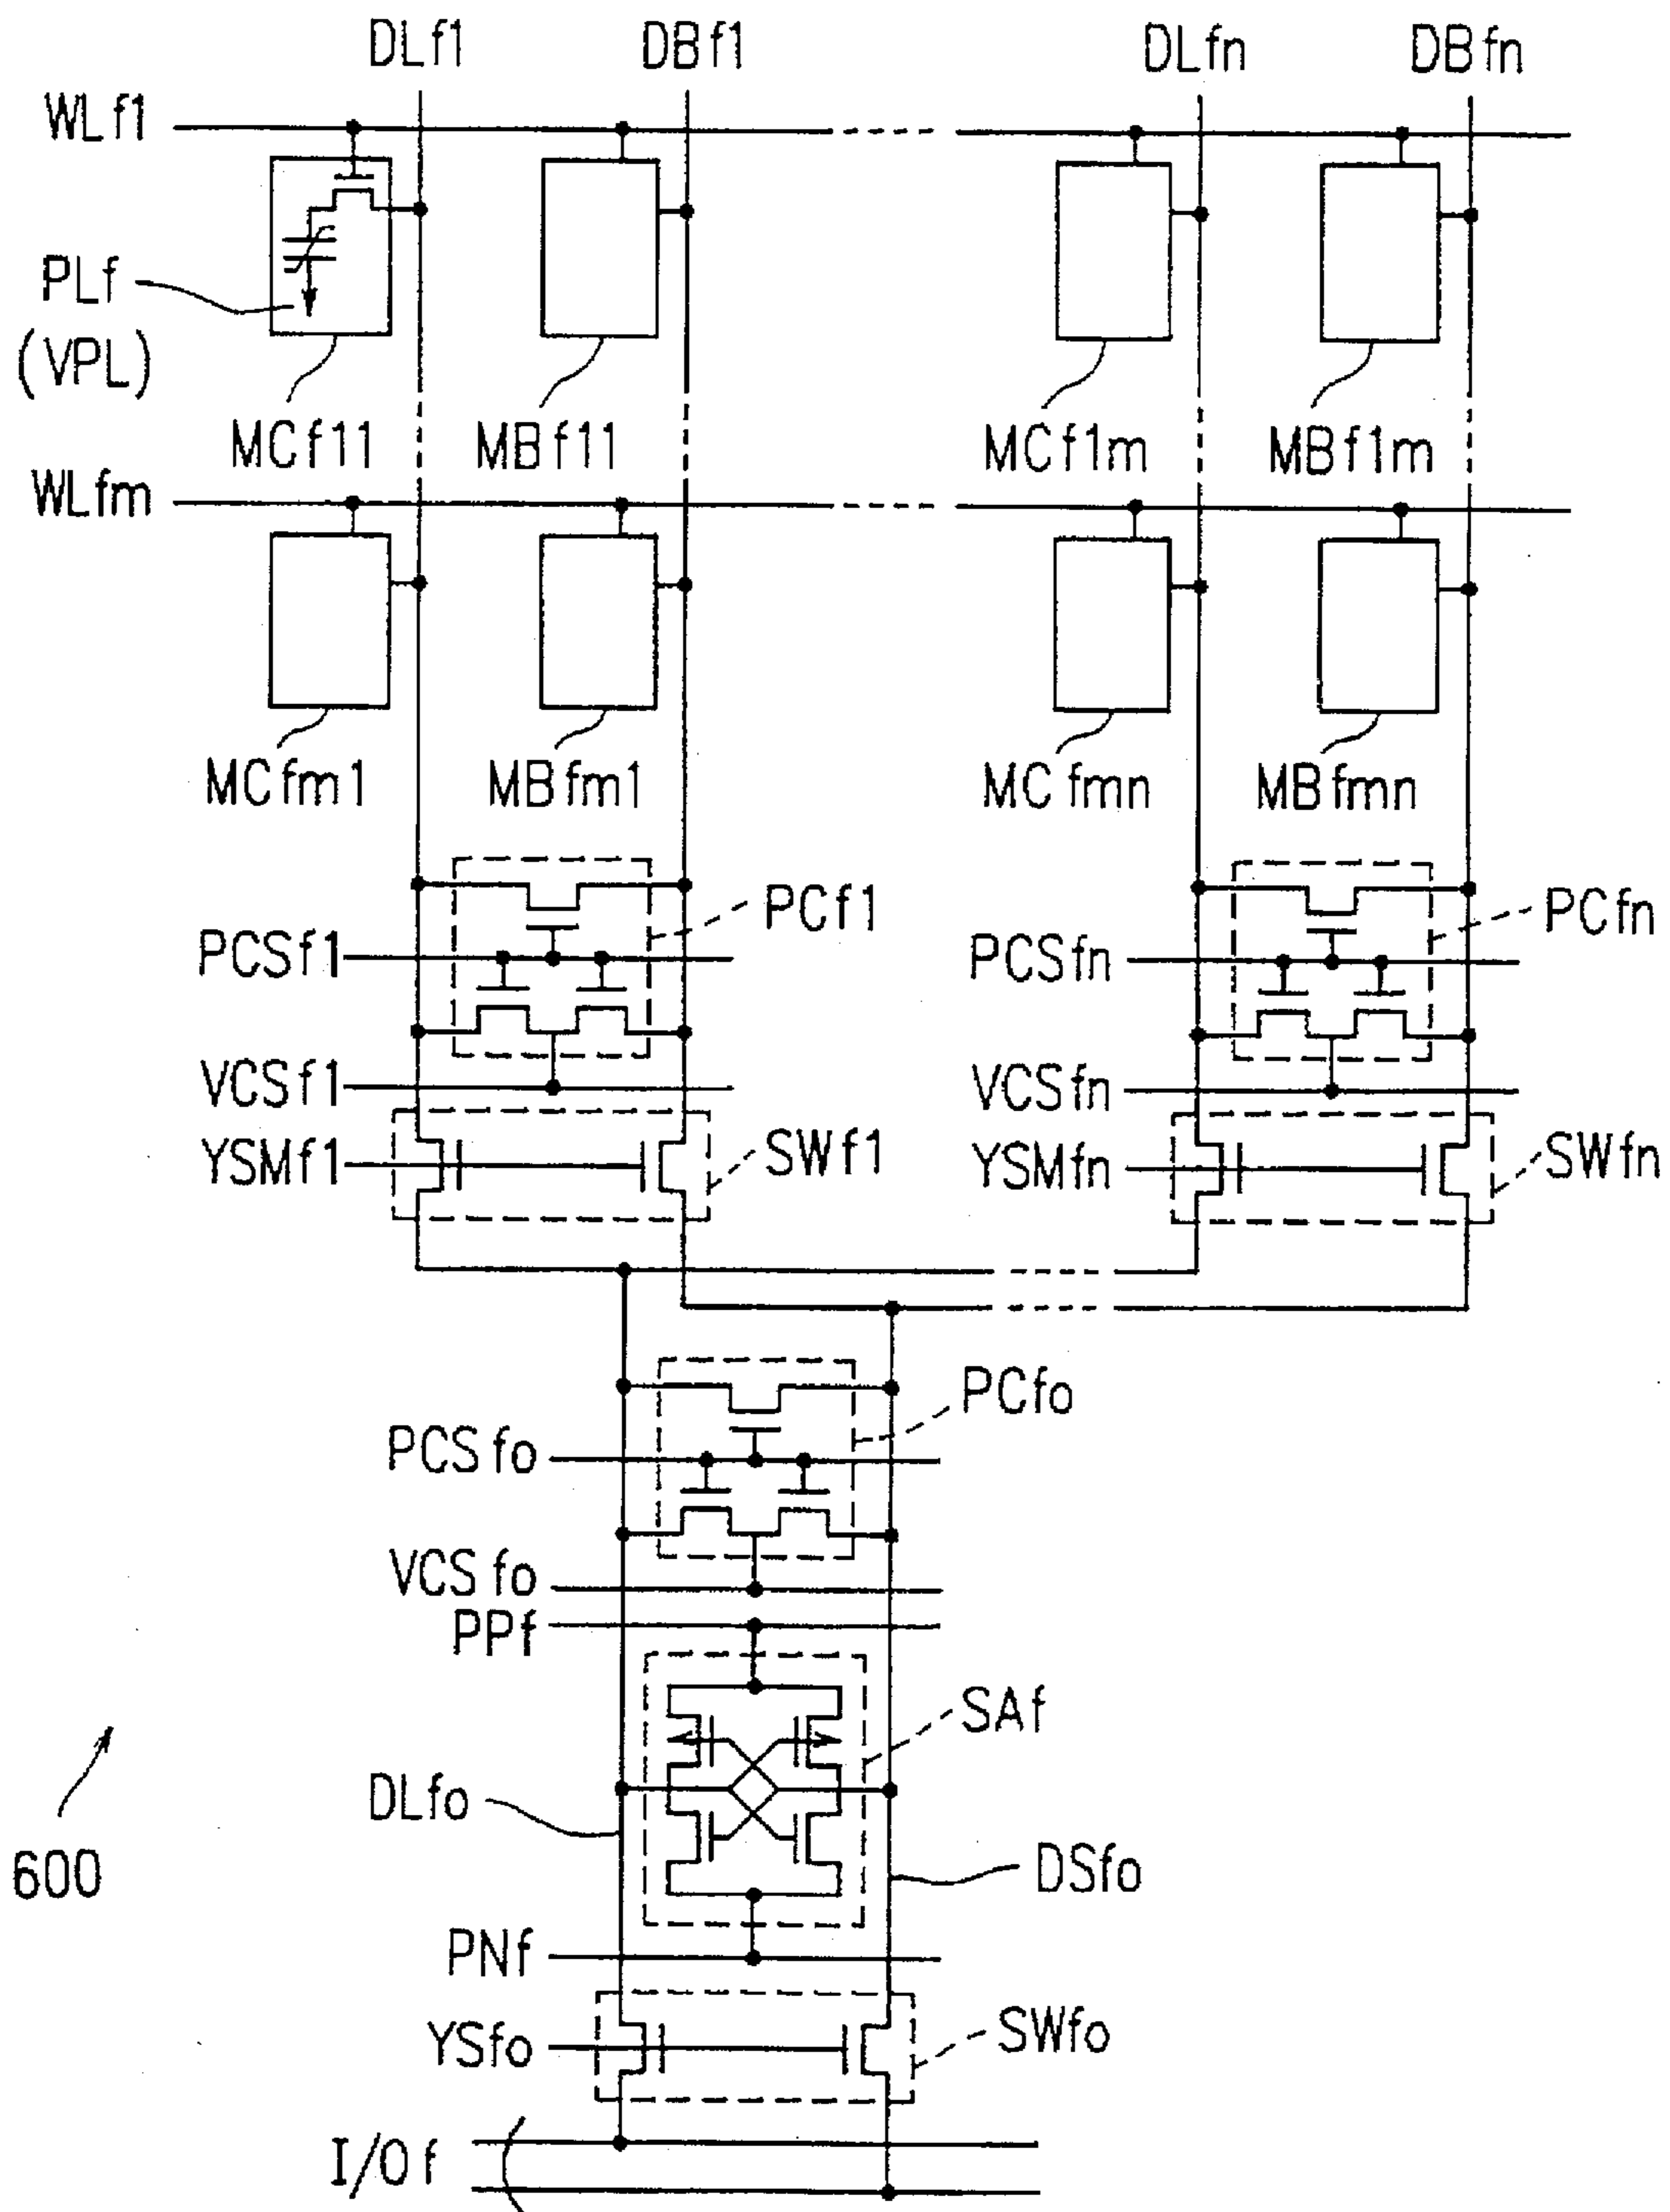 DLf1 DBf1 DLfn DBfn
WLf1
PLf
(VPL)
MCf11 MBf11 MCf1m MBf1m
WLfm
MCfm1 MBfm1 MCfmn MBfmn
PCf1 PCfn
PCSf1 PCSfn
VCSf1 VCSfn
YSMf1 SWf1 YSMfn SWfn
PCfo
PCSfo
VCSfo
PPf
SAf
DLfo
600
DSfo
PNf
YSfo SWfo
I/Of